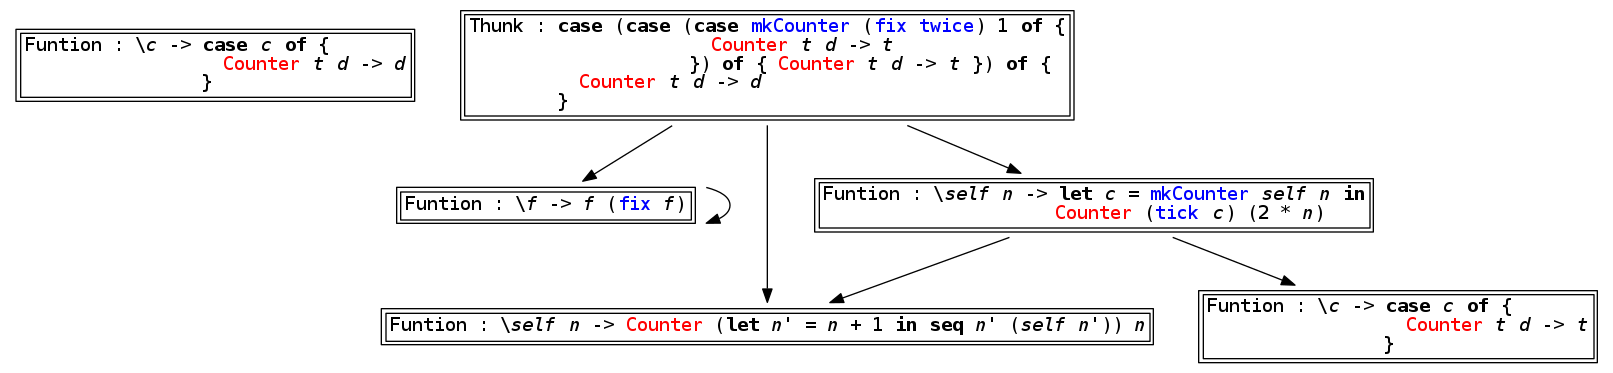 Funtion : \c -> case c of {
Counter t d -> d
}
Thunk : case (case (case mkCounter (fix twice) 1 of {
Counter t d -> t
}) of { Counter t d -> t }) of {
Counter t d -> d
}
Funtion : \f -> f (fix f)
Funtion : \self n -> let c = mkCounter self n in
Counter (tick c) (2 * n)
Funtion : \self n -> Counter (let n' = n + 1 in seq n' (self n')) n
Funtion : \c -> case c of {
Counter t d -> t
}